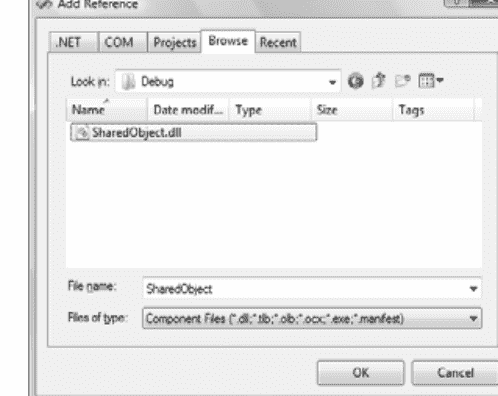 Add Reference
.NET COM Projects Browse Recent
Look in: Debug
Name Date modif... Type Size Tags
SharedObject.dll
File name: SharedObject
Files of type: Component Files (*.dll;*.tlb;*.olb;*.ocx;*.exe;*.manifest)
OK Cancel